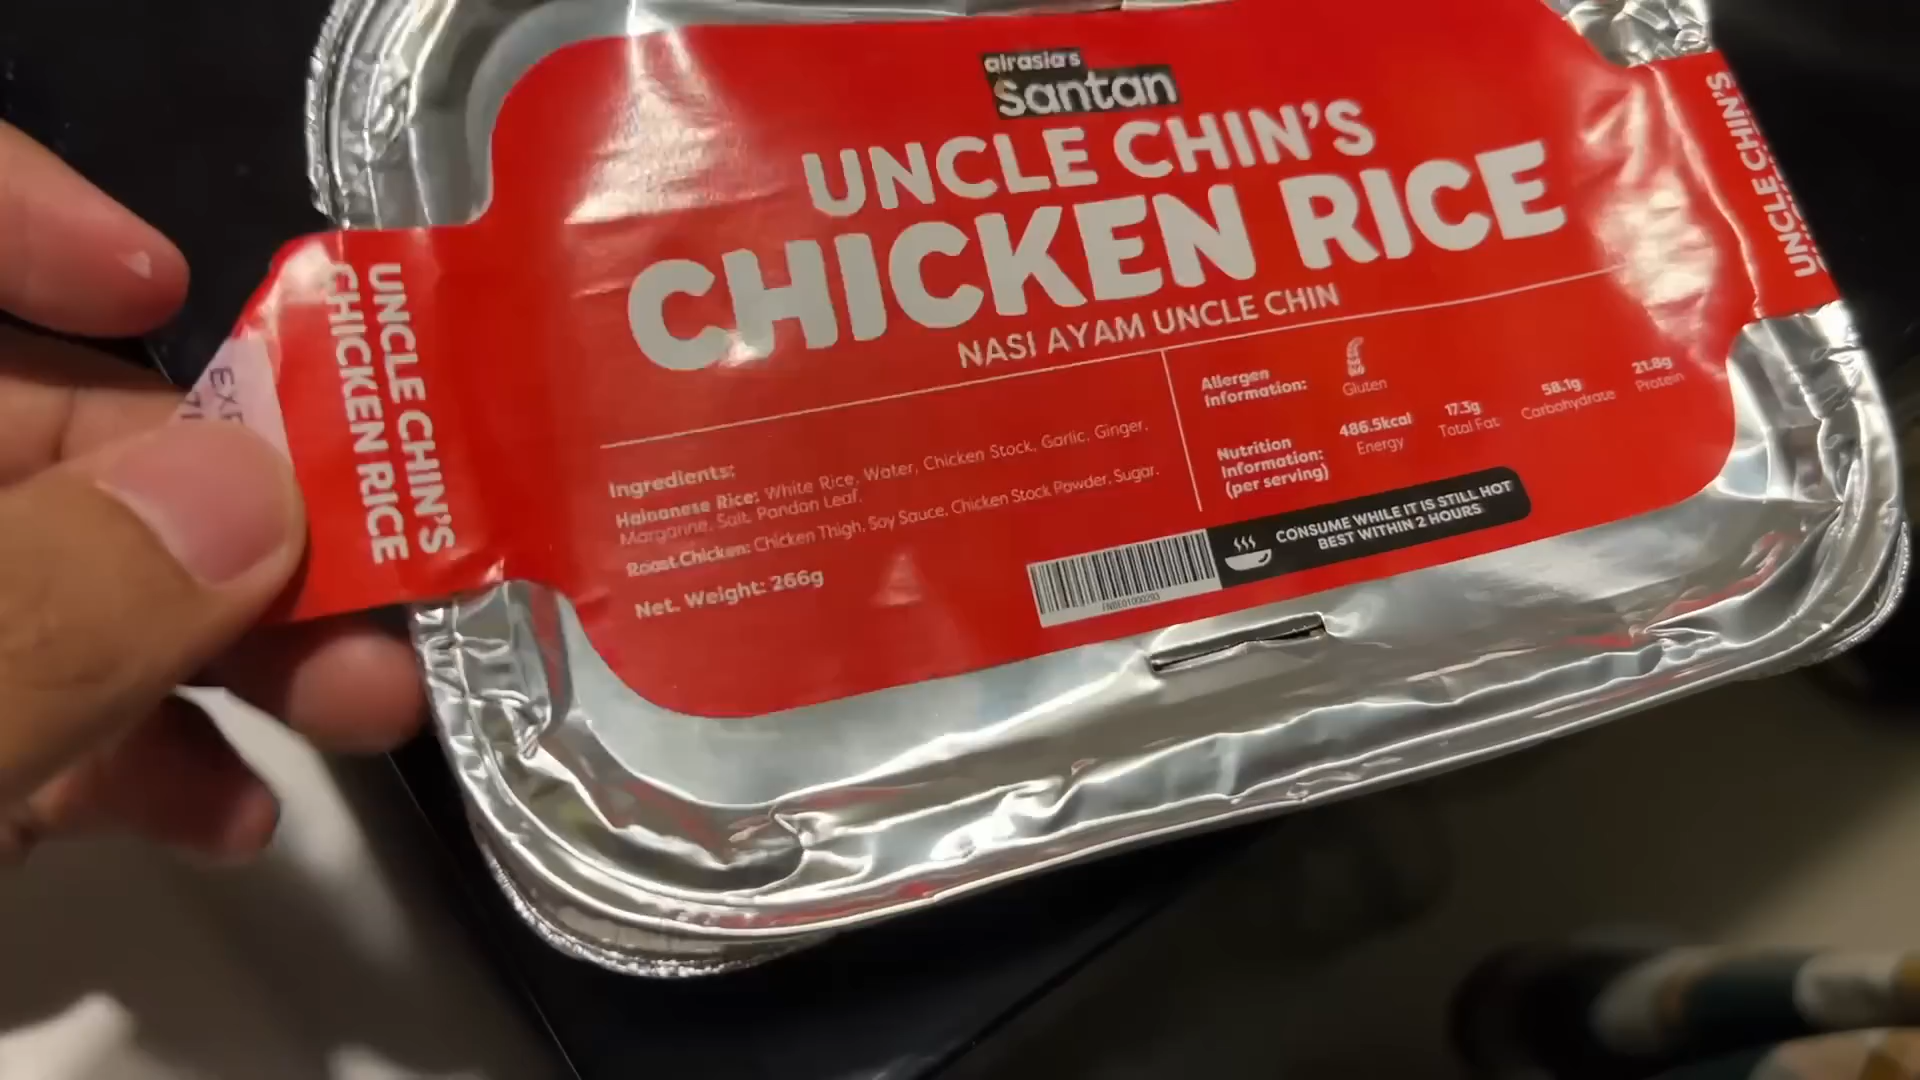 airasia's
Santan
UNCLE CHIN'S
CHICKEN RICE
NASI AYAM UNCLE CHIN
UNCLE CHIN'S
CHICKEN RICE
UNCLE CHIN'S
EXP
Ingredients:
Hainanese Rice: White Rice, Water, Chicken Stock, Garlic, Ginger,
Margarine, Salt, Pandan Leaf.
Roast Chicken: Chicken Thigh, Soy Sauce, Chicken Stock Powder, Sugar.
Net. Weight: 266g
Allergen
Information:
Gluten
Nutrition
Information:
(per serving)
486.5kcal
Energy
17.3g
Total Fat
58.1g
Carbohydrate
21.8g
Protein
CONSUME WHILE IT IS STILL HOT
BEST WITHIN 2 HOURS